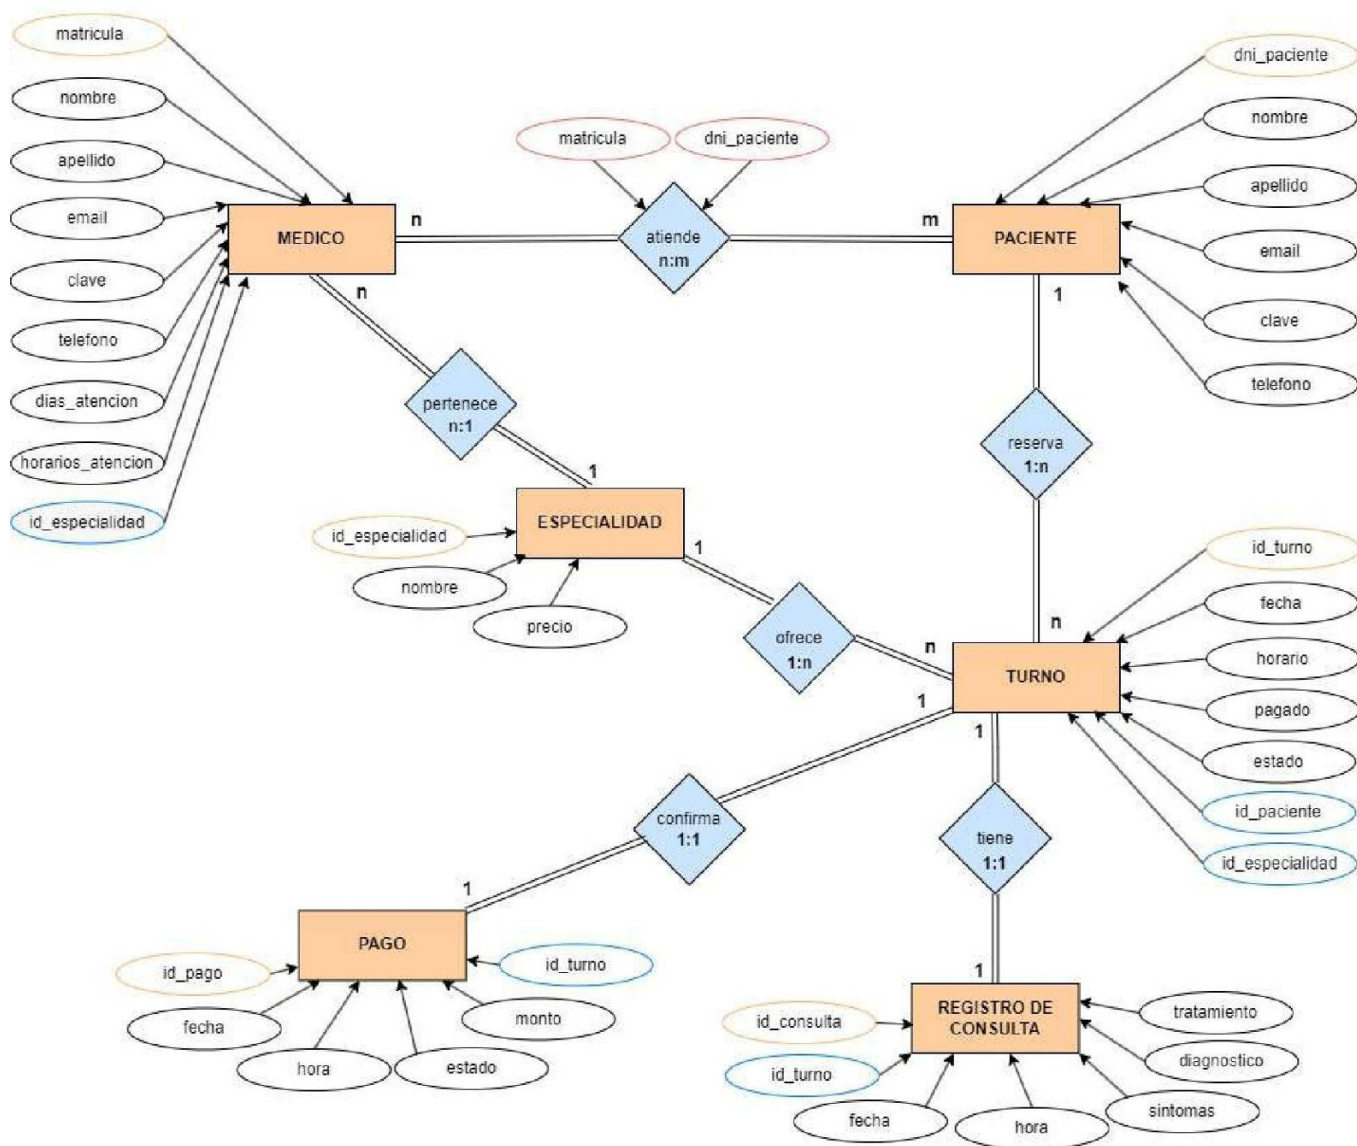 matricula
nombre
apellido
email
clave
telefono
dias_atencion
horarios_atencion
id_especialidad
MEDICO
n
n
matricula
dni_paciente
atiende
n:m
m
PACIENTE
1
dni_paciente
nombre
apellido
email
clave
telefono
pertenece
n:1
1
reserva
1:n
n
ESPECIALIDAD
id_especialidad
nombre
precio
1
ofrece
1:n
n
TURNO
1
1
id_turno
fecha
horario
pagado
estado
id_paciente
id_especialidad
confirma
1:1
1
tiene
1:1
1
PAGO
id_pago
fecha
hora
estado
monto
id_turno
REGISTRO DE
CONSULTA
id_consulta
id_turno
fecha
hora
sintomas
diagnostico
tratamiento